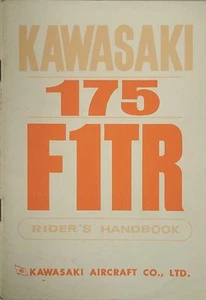 KAWASAKI
175
F1TR
RIDER'S HANDBOOK
KAWASAKI AIRCRAFT CO., LTD.